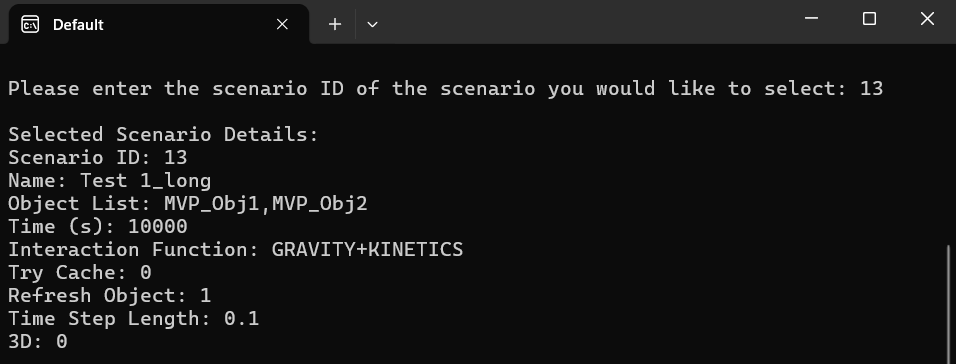 Default
Please enter the scenario ID of the scenario you would like to select: 13
Selected Scenario Details:
Scenario ID: 13
Name: Test 1_long
Object List: MVP_Obj1,MVP_Obj2
Time (s): 10000
Interaction Function: GRAVITY+KINETICS
Try Cache: 0
Refresh Object: 1
Time Step Length: 0.1
3D: 0